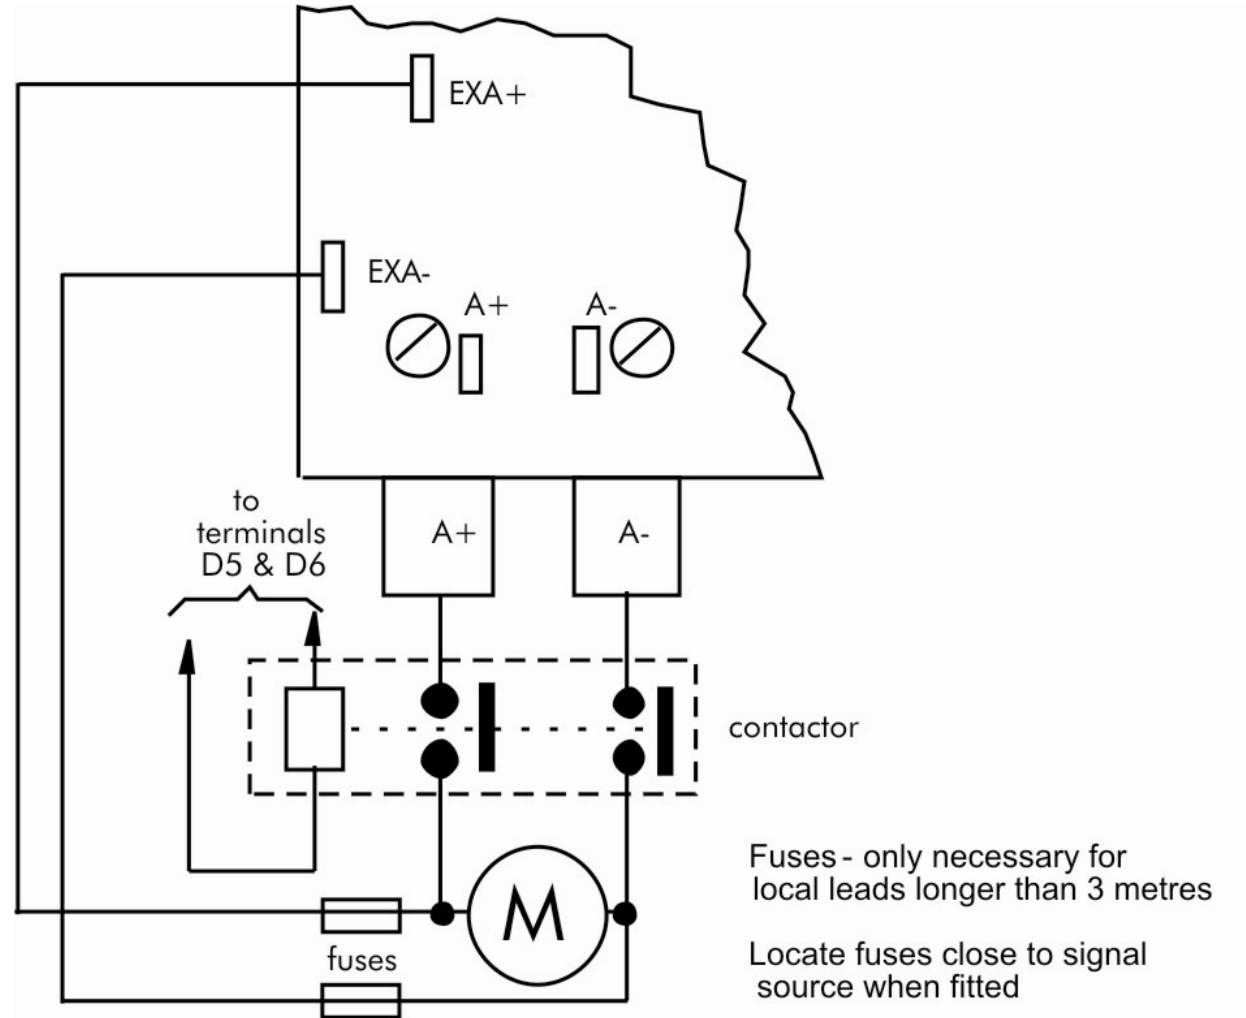 EXA+
EXA-
A+
A-
to
terminals
D5 & D6
A+
A-
contactor
M
fuses
Fuses - only necessary for
local leads longer than 3 metres
Locate fuses close to signal
source when fitted